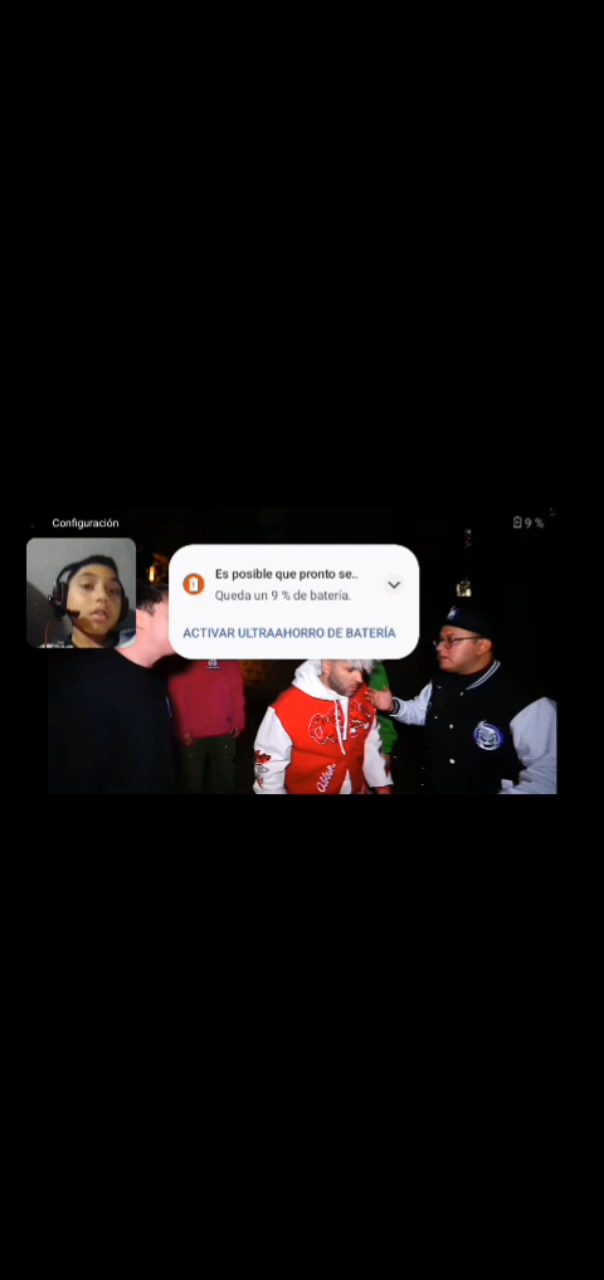 Configuración
9 %
Es posible que pronto se..
Queda un 9 % de batería.
ACTIVAR ULTRAAHORRO DE BATERÍA